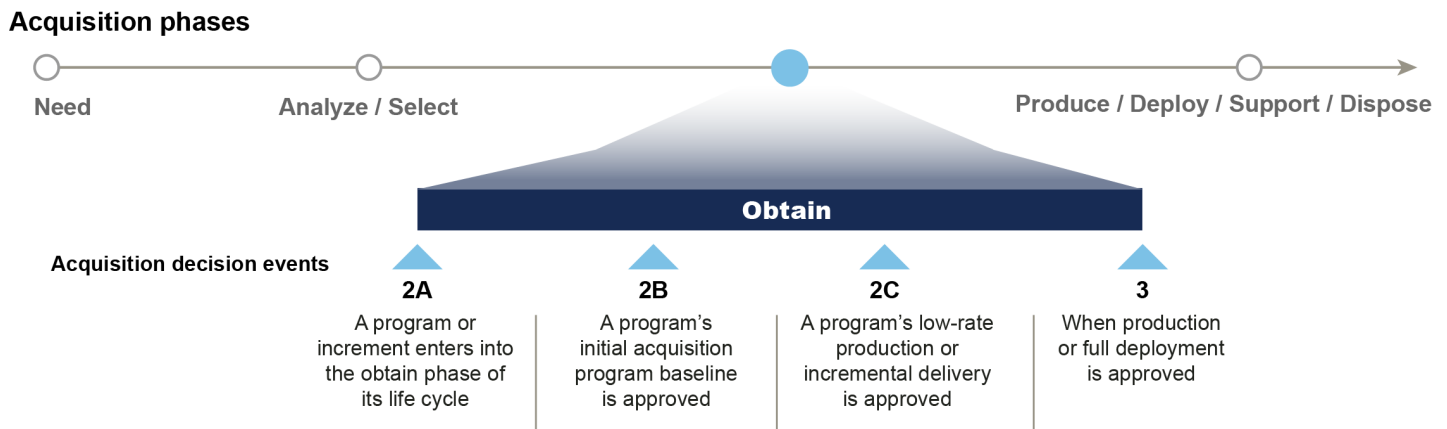 Acquisition phases
Need
Analyze / Select
Produce / Deploy / Support / Dispose
Obtain
Acquisition decision events
2A
A program or
increment enters into
the obtain phase of
its life cycle
2B
A program’s
initial acquisition
program baseline
is approved
2C
A program’s low-rate
production or
incremental delivery
is approved
3
When production
or full deployment
is approved